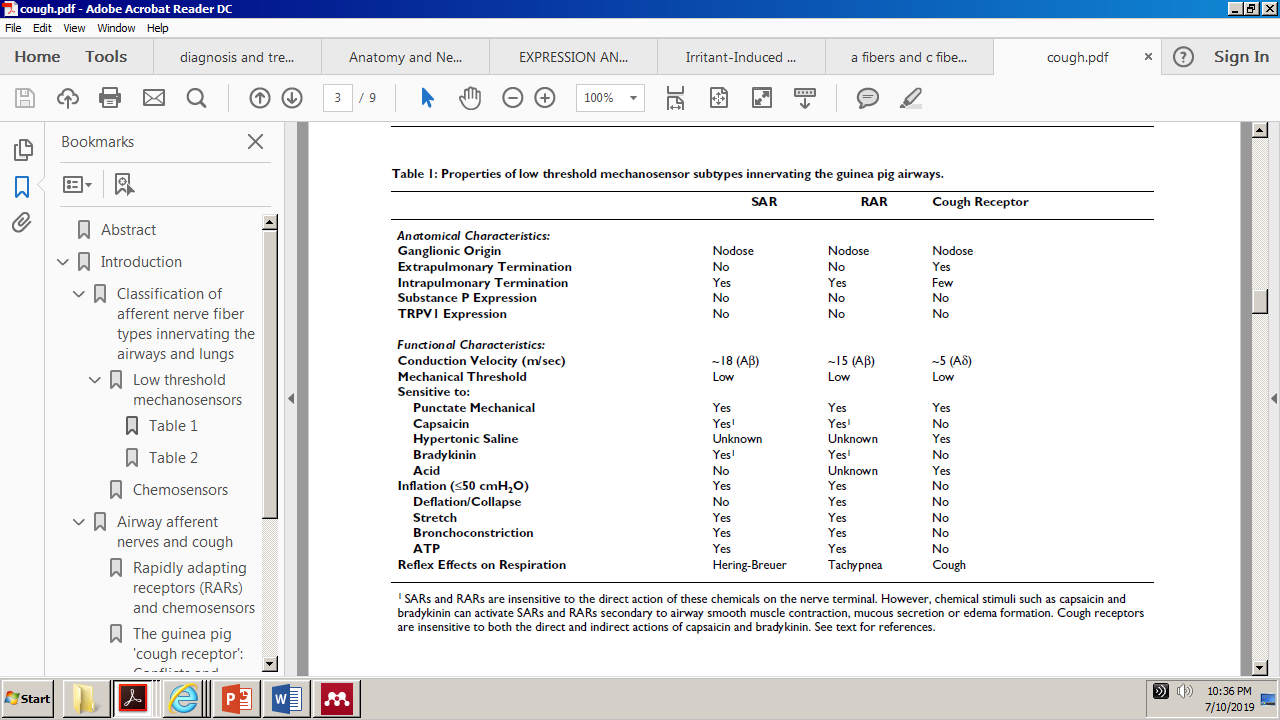 cough.pdf - Adobe Acrobat Reader DC
File Edit View Window Help
Home Tools diagnosis and tre... Anatomy and Ne... EXPRESSION AN... Irritant-Induced ... a fibers and c fibe... cough.pdf × ? Sign In
3 / 9 100%
Bookmarks
Abstract
Introduction
Classification of
afferent nerve fiber
types innervating the
airways and lungs
Low threshold
mechanosensors
Table 1
Table 2
Chemosensors
Airway afferent
nerves and cough
Rapidly adapting
receptors (RARs)
and chemosensors
The guinea pig
'cough receptor':
Conflicts and
Table 1: Properties of low threshold mechanosensor subtypes innervating the guinea pig airways.
SAR RAR Cough Receptor
Anatomical Characteristics:
Ganglionic Origin Nodose Nodose Nodose
Extrapulmonary Termination No No Yes
Intrapulmonary Termination Yes Yes Few
Substance P Expression No No No
TRPV1 Expression No No No
Functional Characteristics:
Conduction Velocity (m/sec) ~18 (Aβ) ~15 (Aβ) ~5 (Aδ)
Mechanical Threshold Low Low Low
Sensitive to:
Punctate Mechanical Yes Yes Yes
Capsaicin Yes¹ Yes¹ No
Hypertonic Saline Unknown Unknown Yes
Bradykinin Yes¹ Yes¹ No
Acid No Unknown Yes
Inflation (≤50 cmH₂O) Yes Yes No
Deflation/Collapse No Yes No
Stretch Yes Yes No
Bronchoconstriction Yes Yes No
ATP Yes Yes No
Reflex Effects on Respiration Hering-Breuer Tachypnea Cough
¹ SARs and RARs are insensitive to the direct action of these chemicals on the nerve terminal. However, chemical stimuli such as capsaicin and
bradykinin can activate SARs and RARs secondary to airway smooth muscle contraction, mucous secretion or edema formation. Cough receptors
are insensitive to both the direct and indirect actions of capsaicin and bradykinin. See text for references.
Start
10:36 PM
7/10/2019